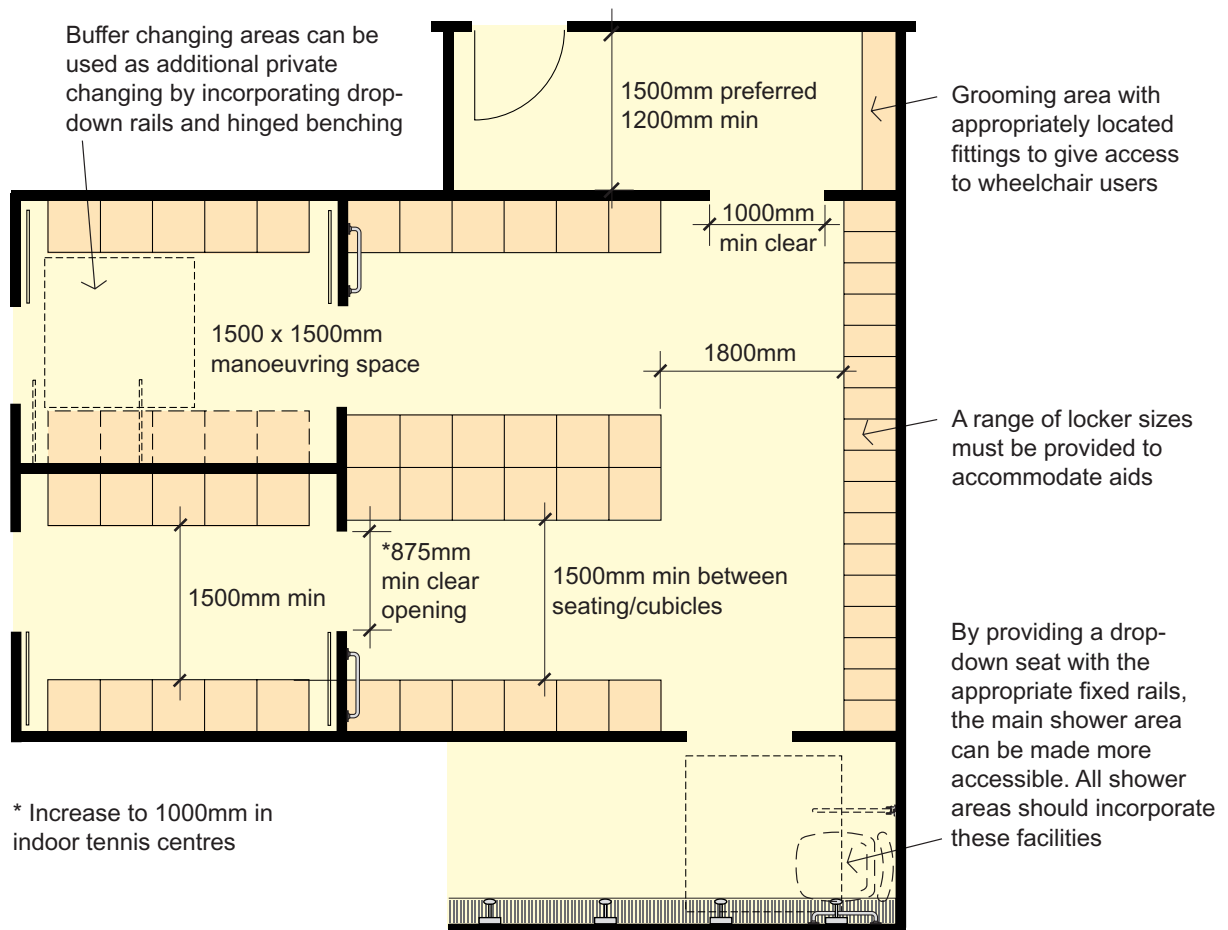 Buffer changing areas can be
used as additional private
changing by incorporating drop-
down rails and hinged benching
1500mm preferred
1200mm min
Grooming area with
appropriately located
fittings to give access
to wheelchair users
1000mm
min clear
1500 x 1500mm
manoeuvring space
1800mm
A range of locker sizes
must be provided to
accommodate aids
*875mm
min clear
opening
1500mm min
1500mm min between
seating/cubicles
By providing a drop-
down seat with the
appropriate fixed rails,
the main shower area
can be made more
accessible. All shower
areas should incorporate
these facilities
* Increase to 1000mm in
indoor tennis centres